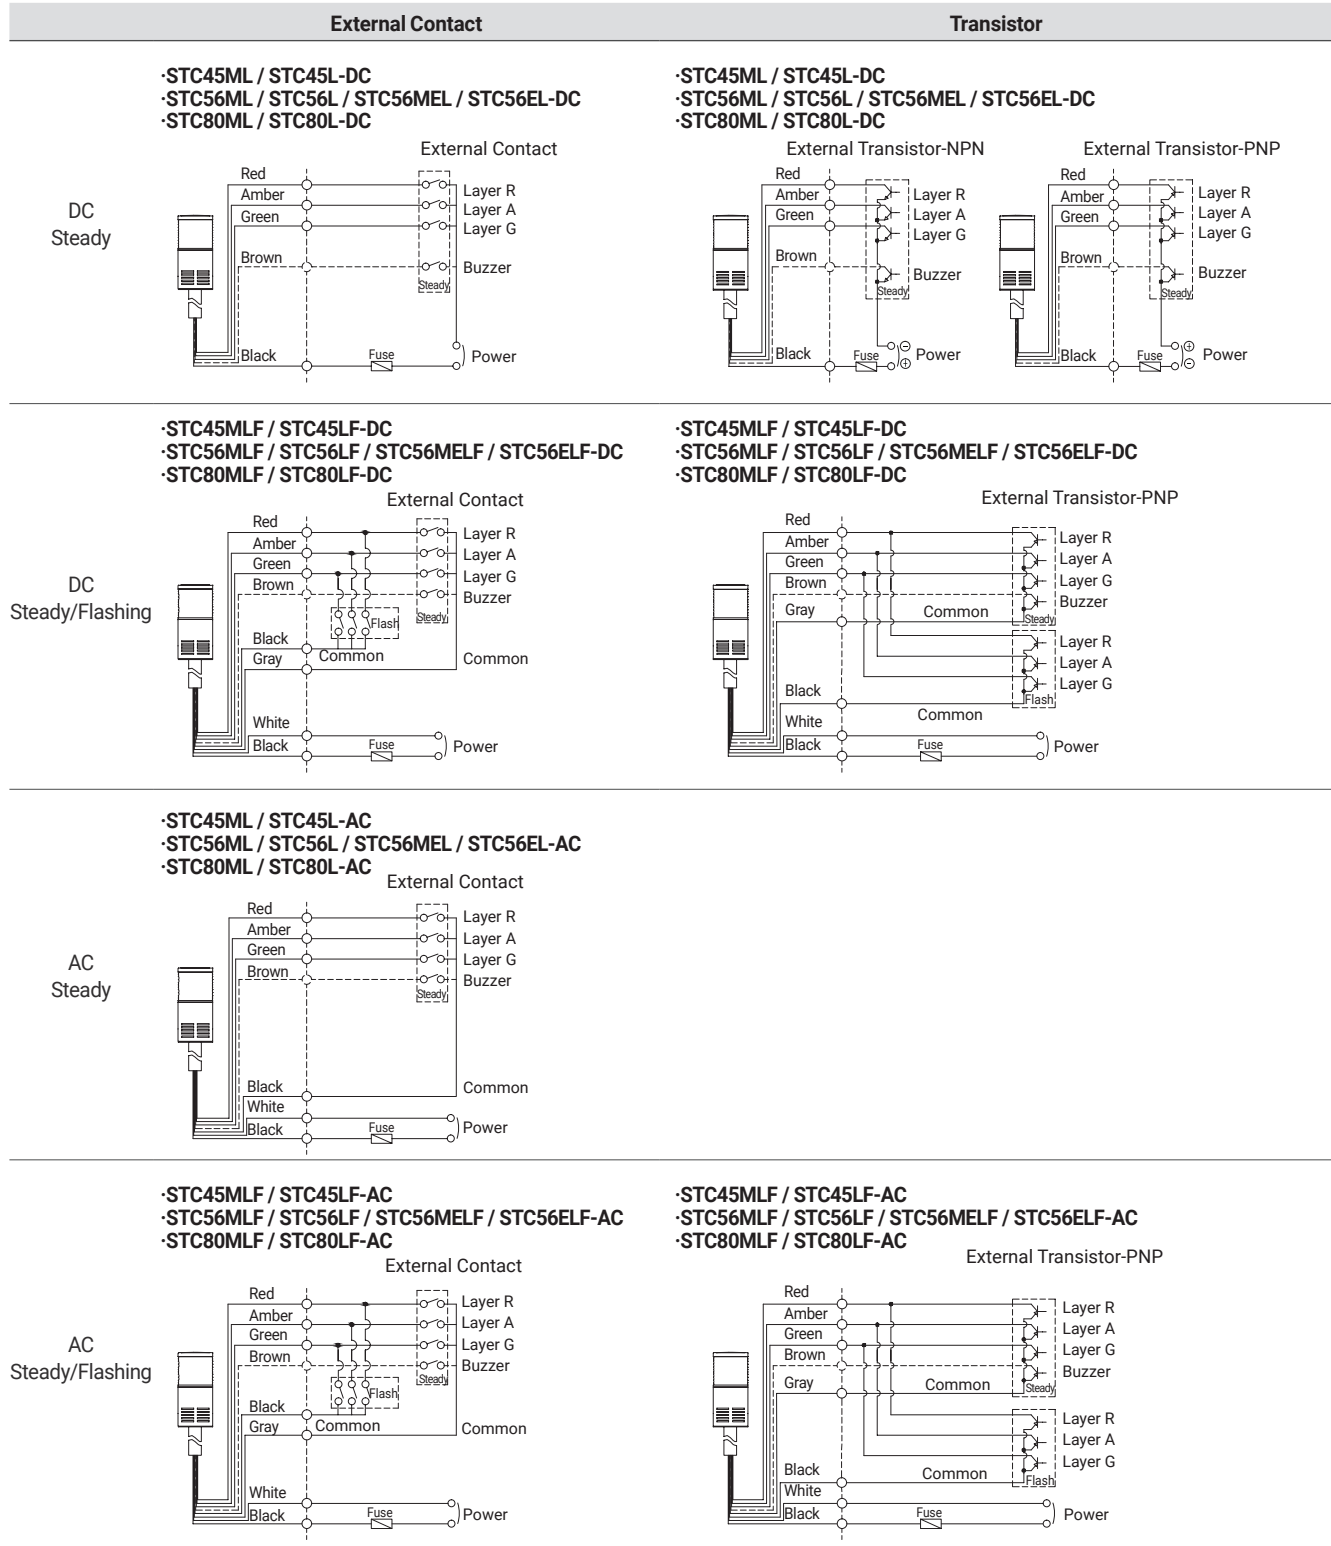 External Contact
Transistor
DC
Steady
·STC45ML / STC45L-DC
·STC56ML / STC56L / STC56MEL / STC56EL-DC
·STC80ML / STC80L-DC
External Contact
Red
Amber
Green
Brown
Black
Layer R
Layer A
Layer G
Buzzer
Steady
Fuse
Power
·STC45ML / STC45L-DC
·STC56ML / STC56L / STC56MEL / STC56EL-DC
·STC80ML / STC80L-DC
External Transistor-NPN
Red
Amber
Green
Brown
Black
Layer R
Layer A
Layer G
Buzzer
Steady
Fuse
Power
External Transistor-PNP
Red
Amber
Green
Brown
Black
Layer R
Layer A
Layer G
Buzzer
Steady
Fuse
Power
DC
Steady/Flashing
·STC45MLF / STC45LF-DC
·STC56MLF / STC56LF / STC56MELF / STC56ELF-DC
·STC80MLF / STC80LF-DC
External Contact
Red
Amber
Green
Brown
Layer R
Layer A
Layer G
Buzzer
Steady
Flash
Black
Gray
Common
Common
White
Black
Fuse
Power
·STC45MLF / STC45LF-DC
·STC56MLF / STC56LF / STC56MELF / STC56ELF-DC
·STC80MLF / STC80LF-DC
External Transistor-PNP
Red
Amber
Green
Brown
Gray
Common
Layer R
Layer A
Layer G
Buzzer
Steady
Layer R
Layer A
Layer G
Flash
Black
Common
White
Black
Fuse
Power
AC
Steady
·STC45ML / STC45L-AC
·STC56ML / STC56L / STC56MEL / STC56EL-AC
·STC80ML / STC80L-AC
External Contact
Red
Amber
Green
Brown
Layer R
Layer A
Layer G
Buzzer
Steady
Black
Common
White
Black
Fuse
Power
AC
Steady/Flashing
·STC45MLF / STC45LF-AC
·STC56MLF / STC56LF / STC56MELF / STC56ELF-AC
·STC80MLF / STC80LF-AC
External Contact
Red
Amber
Green
Brown
Layer R
Layer A
Layer G
Buzzer
Steady
Flash
Black
Gray
Common
Common
White
Black
Fuse
Power
·STC45MLF / STC45LF-AC
·STC56MLF / STC56LF / STC56MELF / STC56ELF-AC
·STC80MLF / STC80LF-AC
External Transistor-PNP
Red
Amber
Green
Brown
Gray
Common
Layer R
Layer A
Layer G
Buzzer
Steady
Layer R
Layer A
Layer G
Flash
Black
Common
White
Black
Fuse
Power